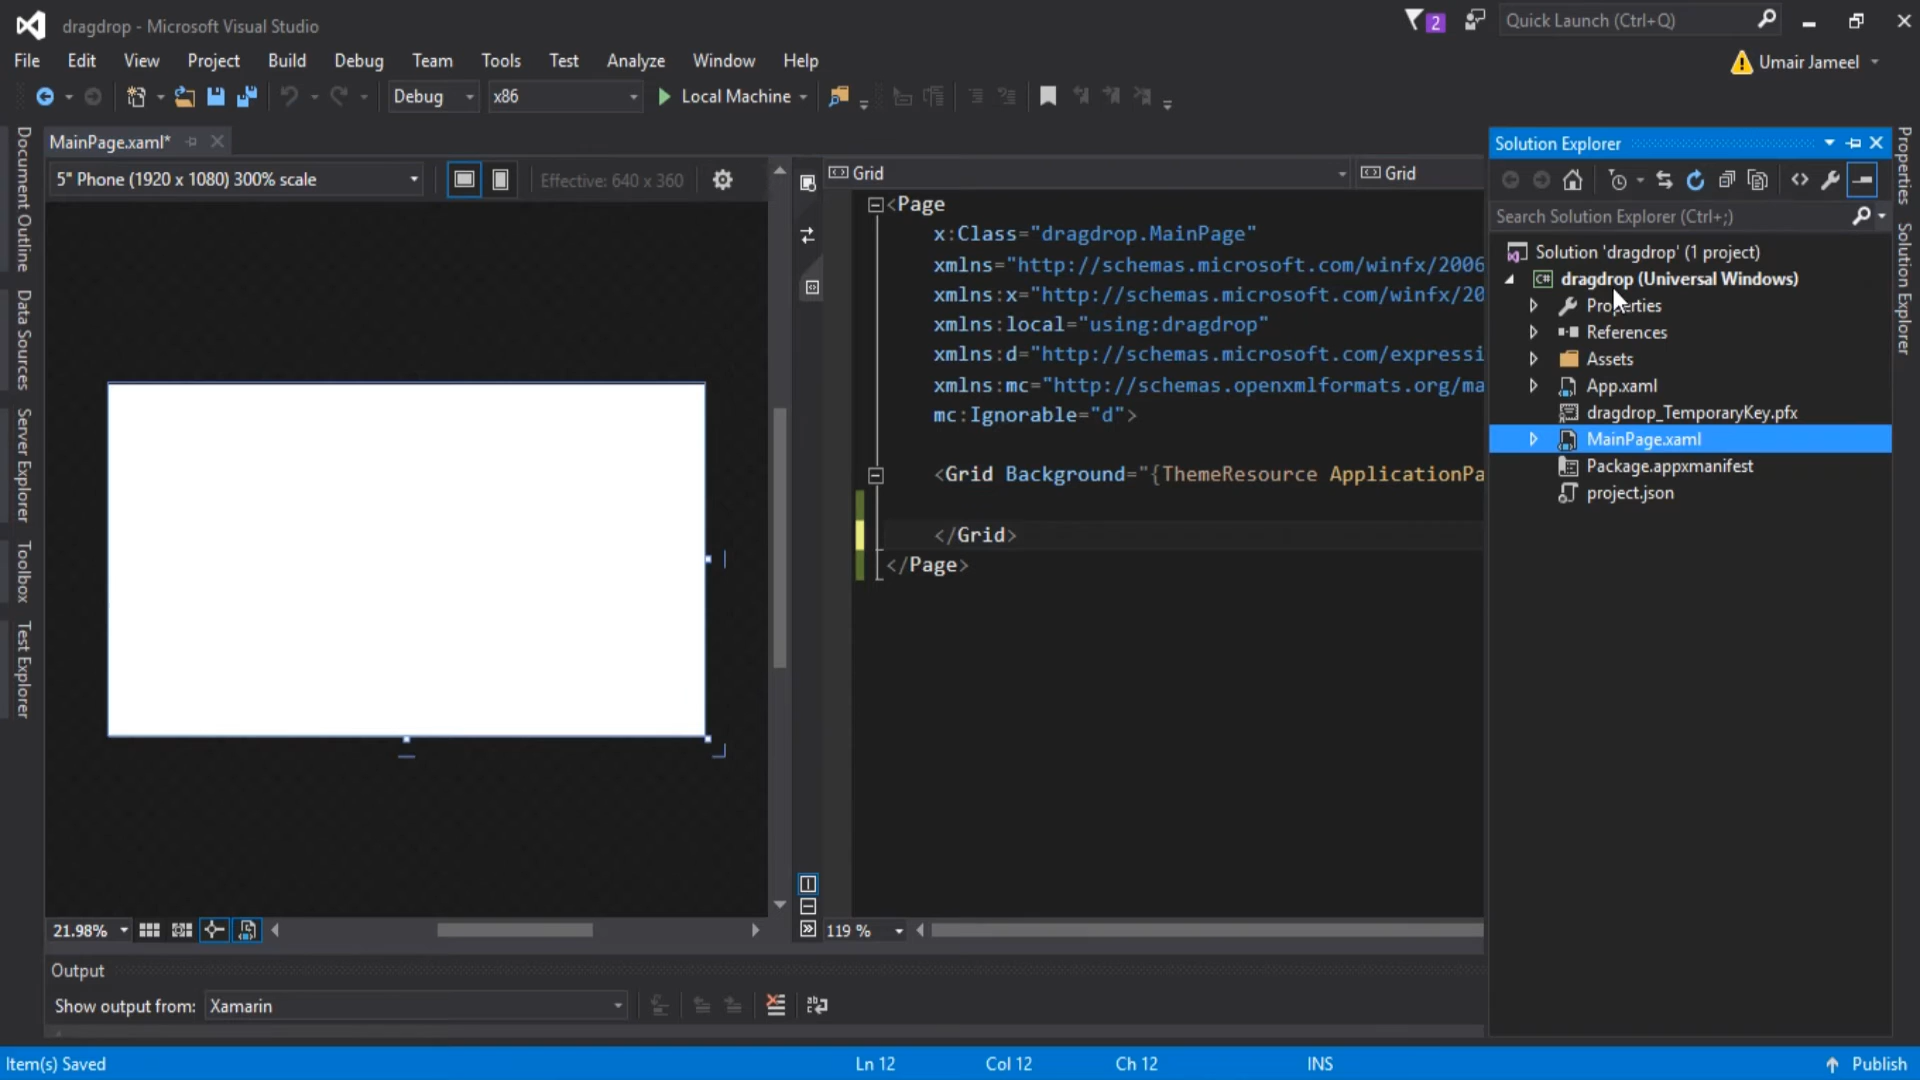 dragdrop - Microsoft Visual Studio
2
Quick Launch (Ctrl+Q)
File Edit View Project Build Debug Team Tools Test Analyze Window Help
Umair Jameel
Debug x86 Local Machine
MainPage.xaml*
5" Phone (1920 x 1080) 300% scale
Effective: 640 x 360
Document Outline
Data Sources
Server Explorer
Toolbox
Test Explorer
Grid
Grid
<Page
x:Class="dragdrop.MainPage"
xmlns="http://schemas.microsoft.com/winfx/2006
xmlns:x="http://schemas.microsoft.com/winfx/20
xmlns:local="using:dragdrop"
xmlns:d="http://schemas.microsoft.com/expressi
xmlns:mc="http://schemas.openxmlformats.org/ma
mc:Ignorable="d">
<Grid Background="{ThemeResource ApplicationPa
</Grid>
</Page>
Solution Explorer
Search Solution Explorer (Ctrl+;)
Solution 'dragdrop' (1 project)
C# dragdrop (Universal Windows)
Properties
References
Assets
App.xaml
dragdrop_TemporaryKey.pfx
MainPage.xaml
Package.appxmanifest
project.json
Properties
Solution Explorer
21.98%
119 %
Output
Show output from: Xamarin
Item(s) Saved
Ln 12
Col 12
Ch 12
INS
Publish